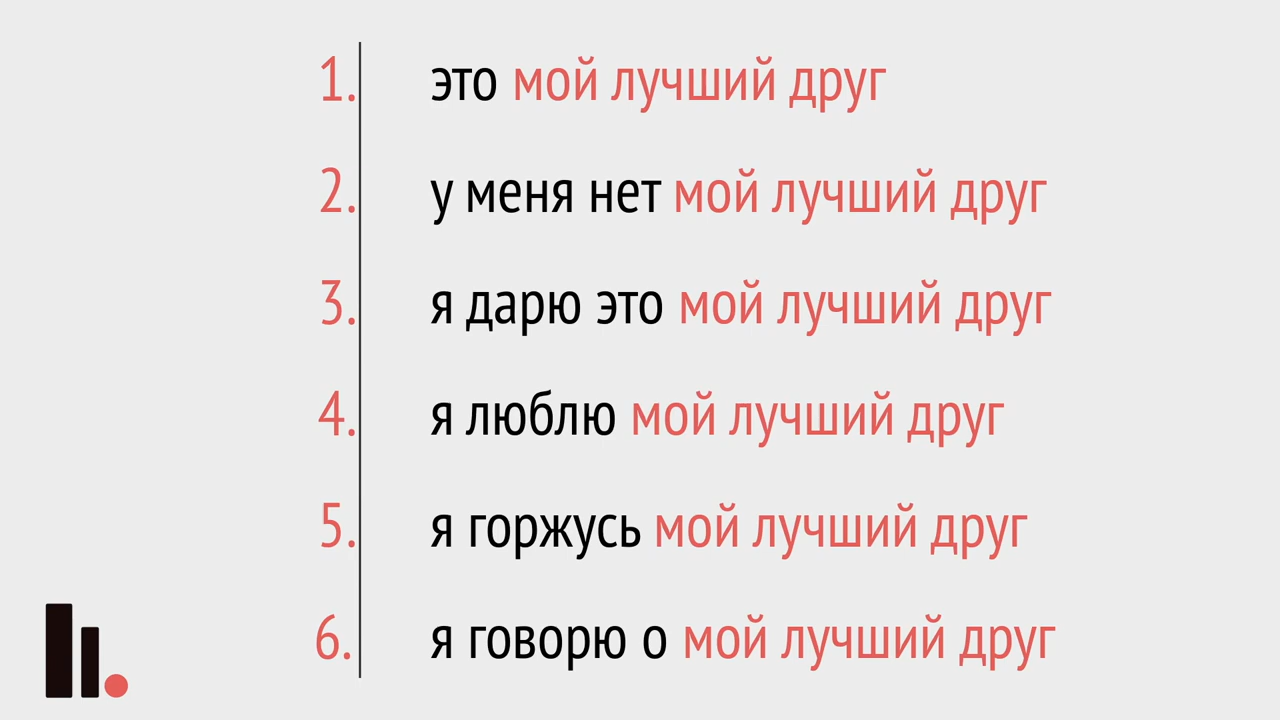 1. это мой лучший друг
2. у меня нет мой лучший друг
3. я дарю это мой лучший друг
4. я люблю мой лучший друг
5. я горжусь мой лучший друг
6. я говорю о мой лучший друг